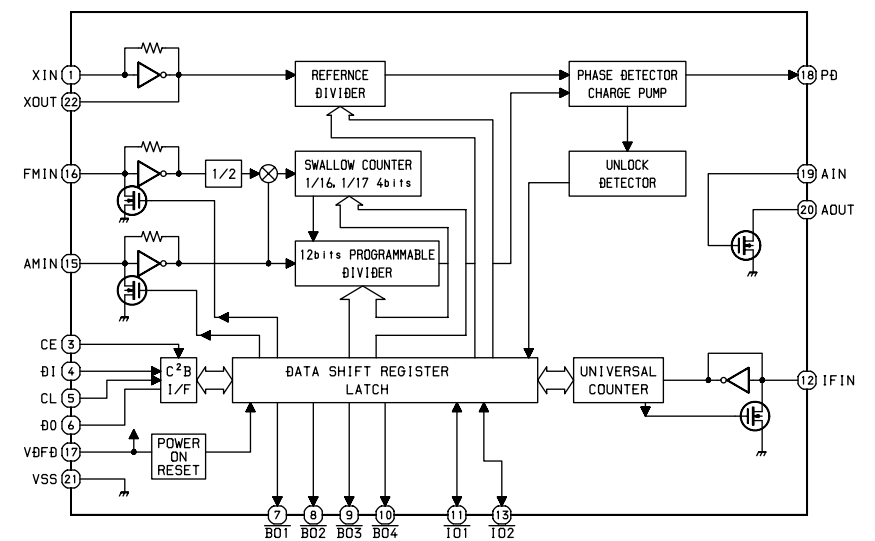 XIN 1
XOUT 22
REFERNCE
DIVIDER
PHASE DETECTOR
CHARGE PUMP
18 PD
FMIN 16
1/2
SWALLOW COUNTER
1/16, 1/17 4bits
UNLOCK
DETECTOR
19 AIN
20 AOUT
AMIN 15
12bits PROGRAMMABLE
DIVIDER
CE 3
DI 4
CL 5
DO 6
C²B
I/F
DATA SHIFT REGISTER
LATCH
UNIVERSAL
COUNTER
12 IFIN
VDFD 17
POWER
ON
RESET
VSS 21
7 8 9 10 11 13
BO1 BO2 BO3 BO4 IO1 IO2